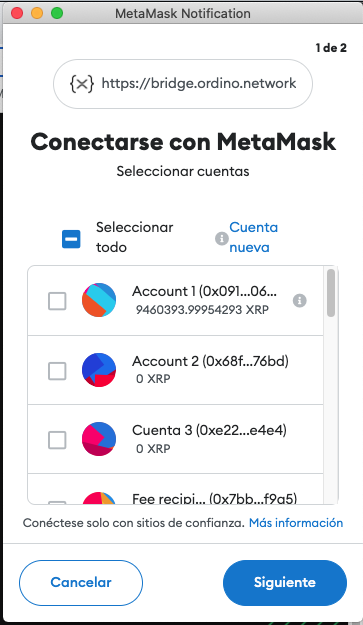 MetaMask Notification
1 de 2
{×} https://bridge.ordino.network
Conectarse con MetaMask
Seleccionar cuentas
Seleccionar todo
Cuenta nueva
Account 1 (0x091...06...
9460393.99954293 XRP
Account 2 (0x68f...76bd)
0 XRP
Cuenta 3 (0xe22...e4e4)
0 XRP
Fee recipi... (0x7bb...f9a5)
Conéctese solo con sitios de confianza. Más información
Cancelar
Siguiente